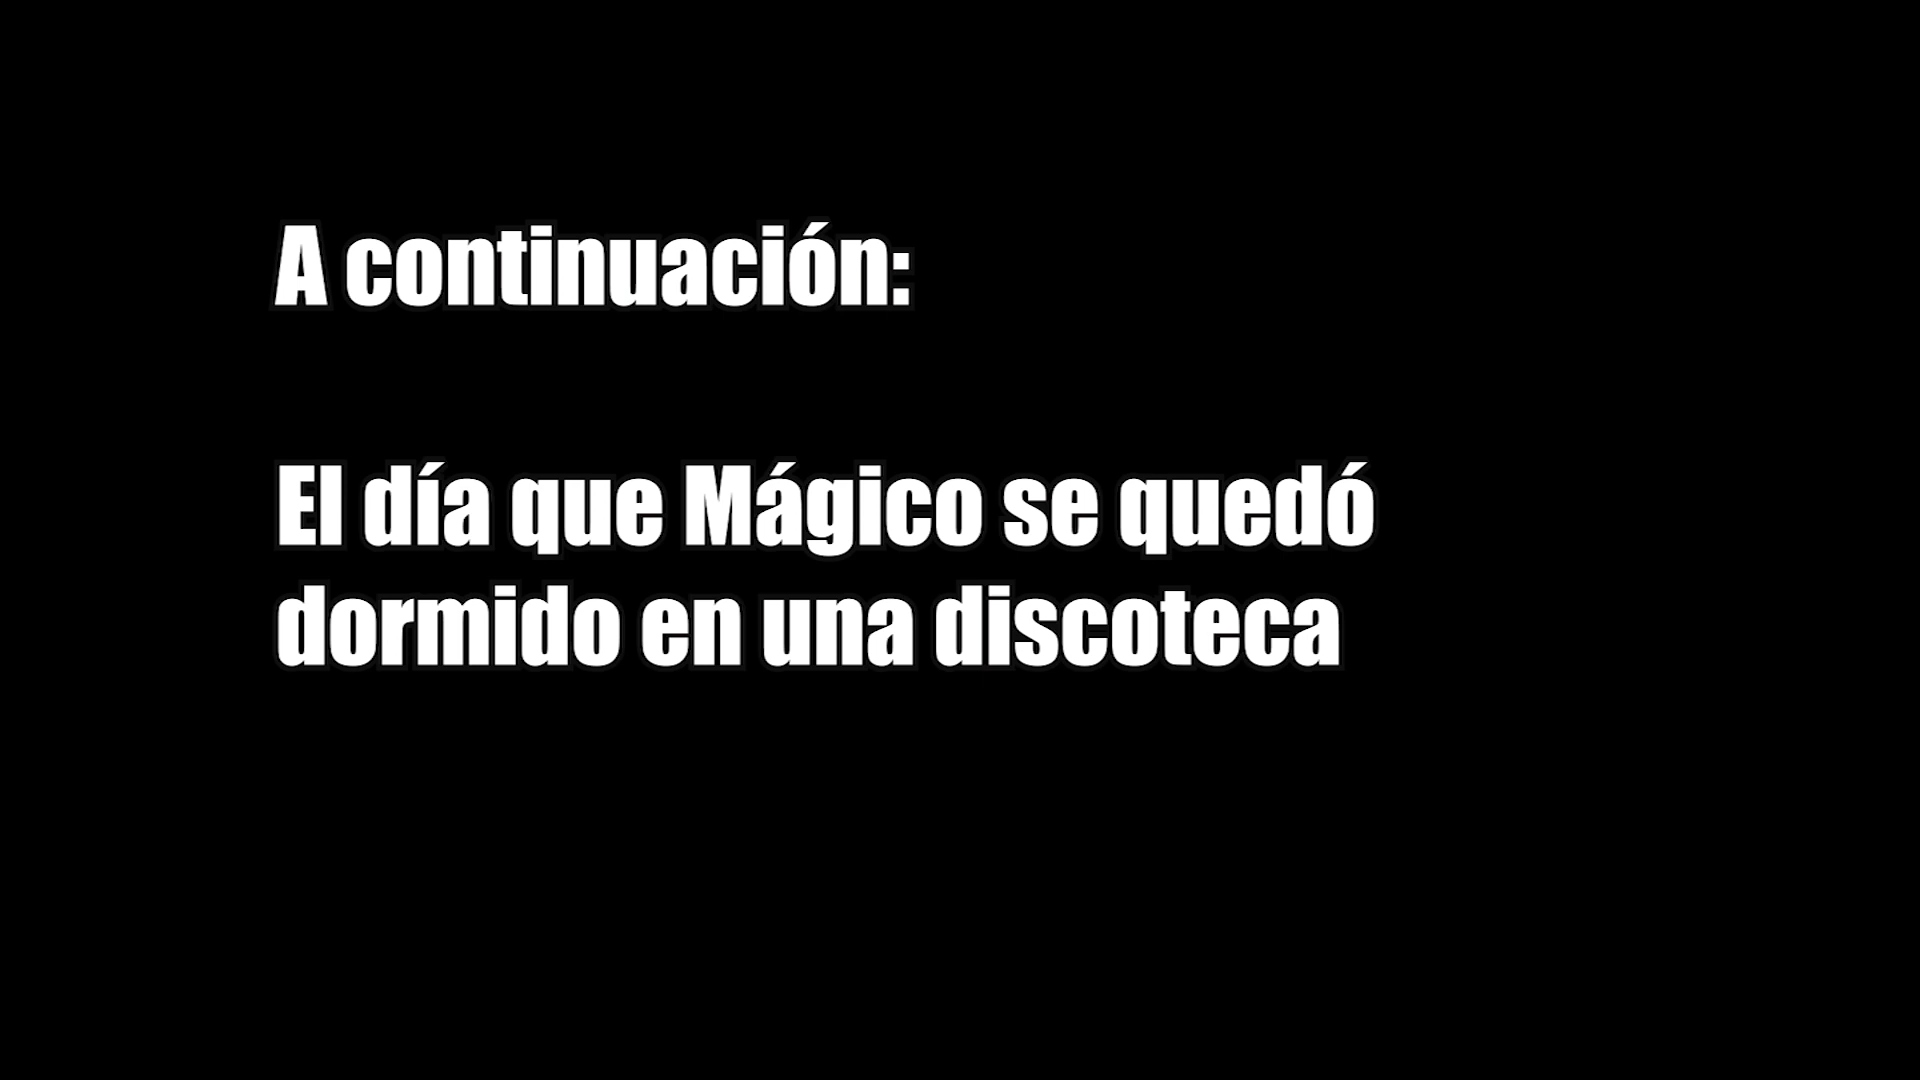 A continuación:
El día que Mágico se quedó
dormido en una discoteca